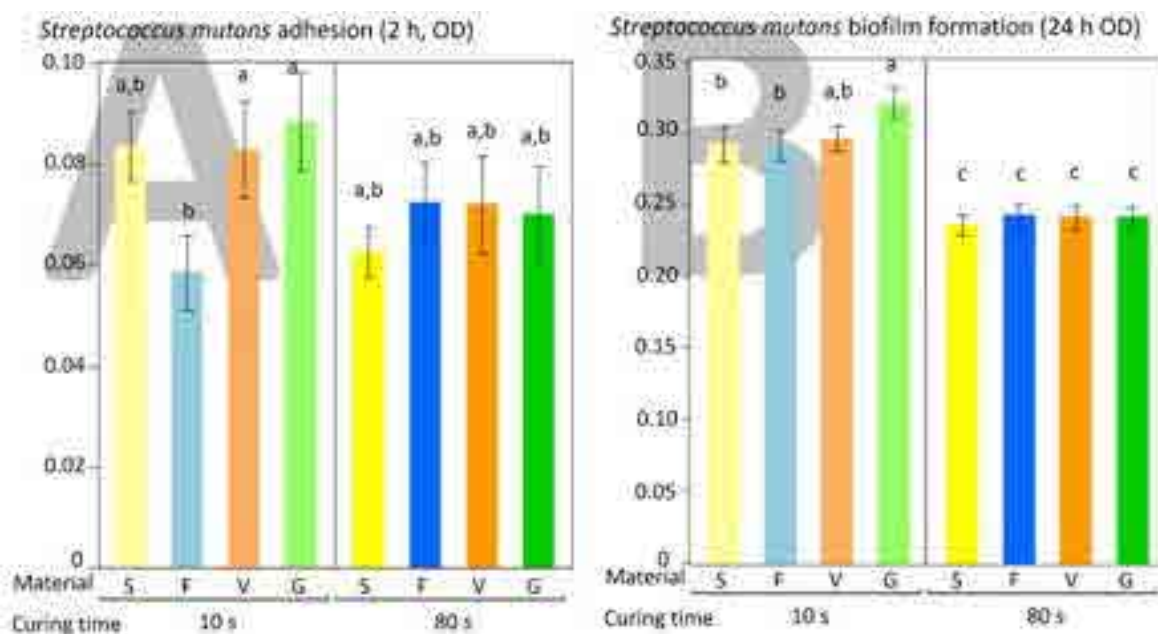 Streptococcus mutons adhesion (2 h, OD)
A
0.10
0.08
0.06
0.04
0.02
0
a,b
b
a
a
a,b
a,b
a,b
a,b
Material S F V G S F V G
Curing time 10 s 80 s
Streptococcus mutons biofilm formation (24 h OD)
B
0.35
0.30
0.25
0.20
0.15
0.10
0.05
0
b
b
a,b
a
c
c
c
c
Material S F V G S F V G
Curing time 10 s 80 s